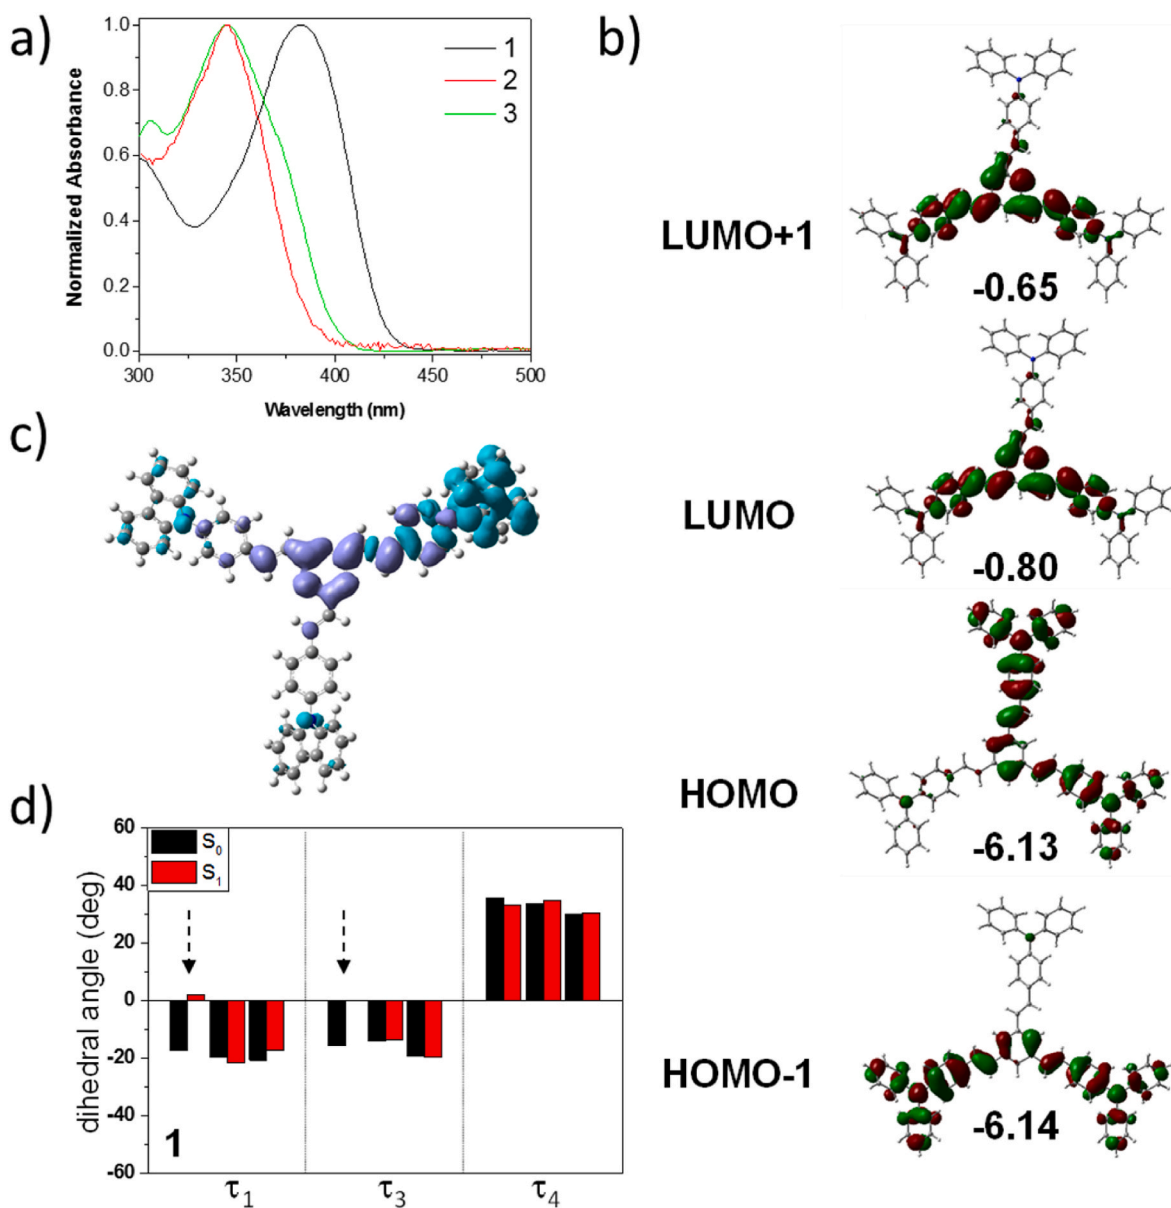 a)
1.0
0.8
0.6
0.4
0.2
0.0
Normalized Absorbance
1
2
3
300 350 400 450 500
Wavelength (nm)
b)
LUMO+1
-0.65
LUMO
-0.80
HOMO
-6.13
HOMO-1
-6.14
c)
d)
60
40
20
0
-20
-40
-60
dihedral angle (deg)
S0
S1
1
τ1 τ3 τ4